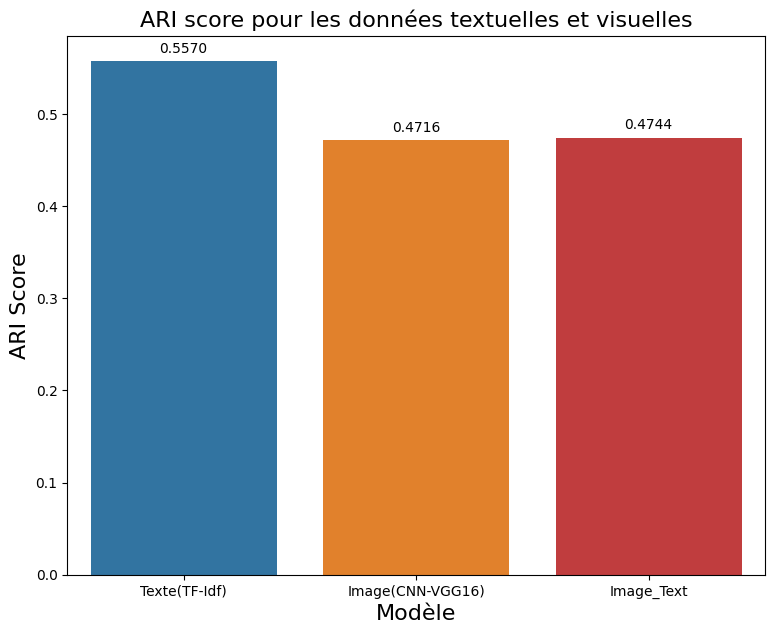 ARI score pour les données textuelles et visuelles
0.5570
0.4716
0.4744
ARI Score
0.5
0.4
0.3
0.2
0.1
0.0
Texte(TF-Idf)
Image(CNN-VGG16)
Image_Text
Modèle